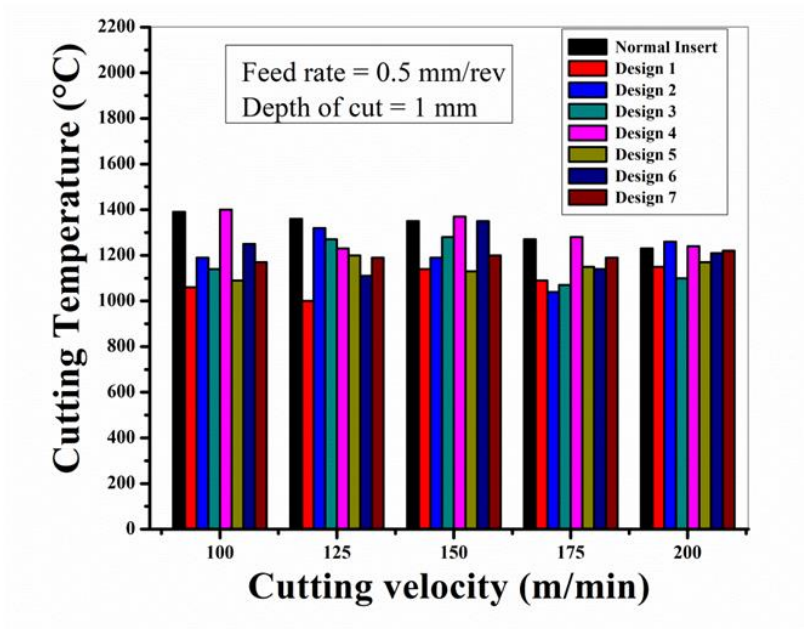 Cutting Temperature (°C)
2200
2000
1800
1600
1400
1200
1000
800
600
400
200
0
Feed rate = 0.5 mm/rev
Depth of cut = 1 mm
Normal Insert
Design 1
Design 2
Design 3
Design 4
Design 5
Design 6
Design 7
100 125 150 175 200
Cutting velocity (m/min)